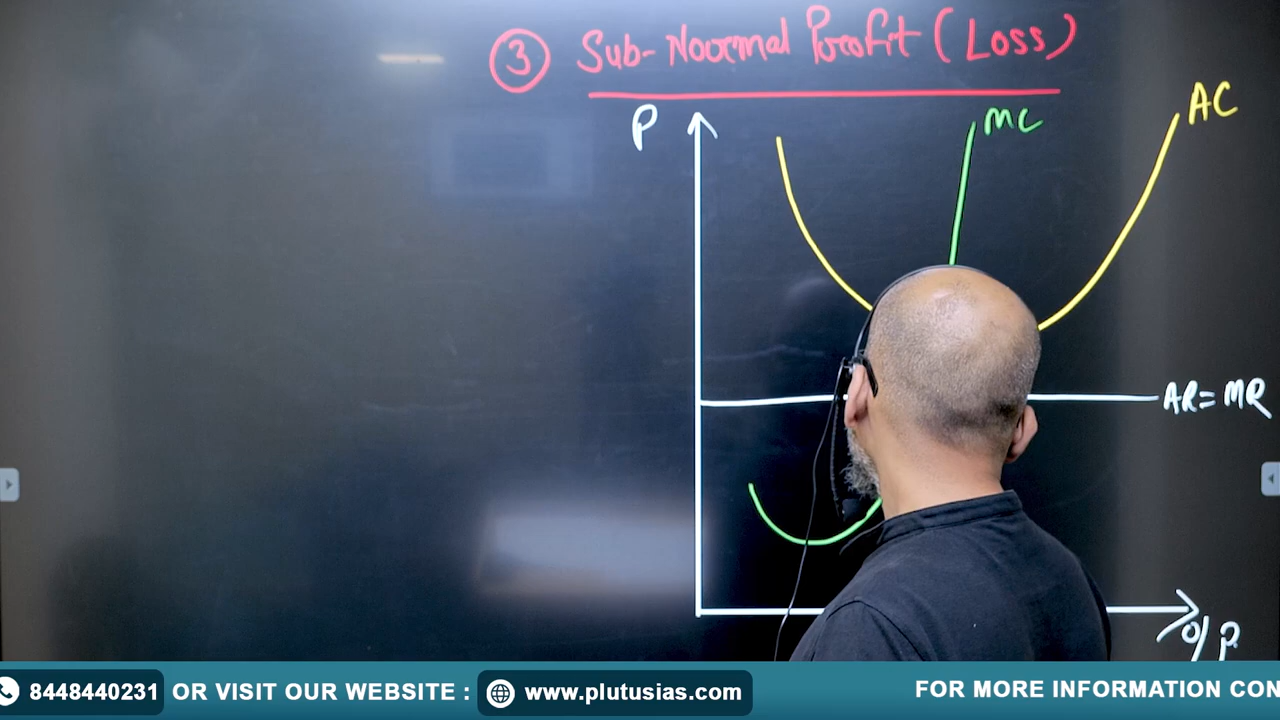 ③ Sub-Normal Profit (Loss)
P
MC
AC
AR=MR
O/P
8448440231 OR VISIT OUR WEBSITE : www.plutusias.com FOR MORE INFORMATION CON